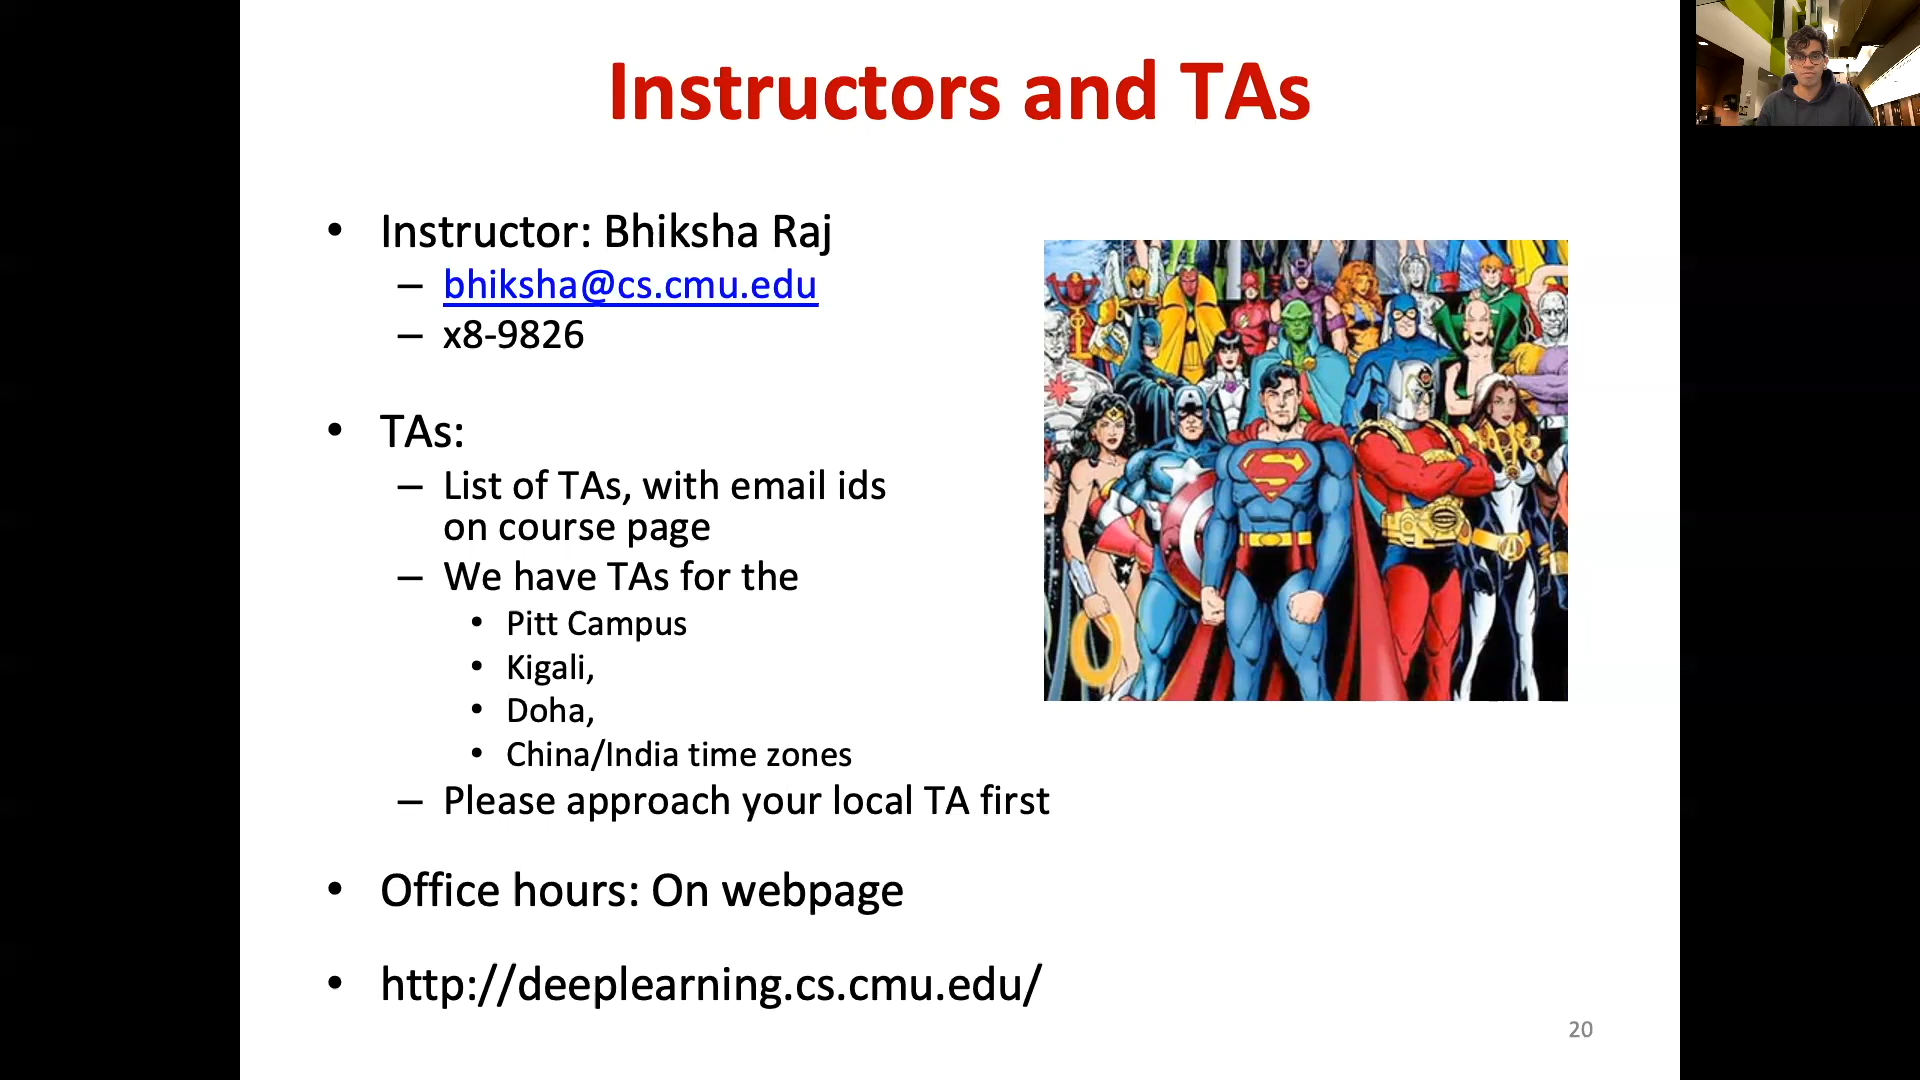 Instructors and TAs
• Instructor: Bhiksha Raj
– bhiksha@cs.cmu.edu
– x8-9826
• TAs:
– List of TAs, with email ids
on course page
– We have TAs for the
• Pitt Campus
• Kigali,
• Doha,
• China/India time zones
– Please approach your local TA first
• Office hours: On webpage
• http://deeplearning.cs.cmu.edu/
20